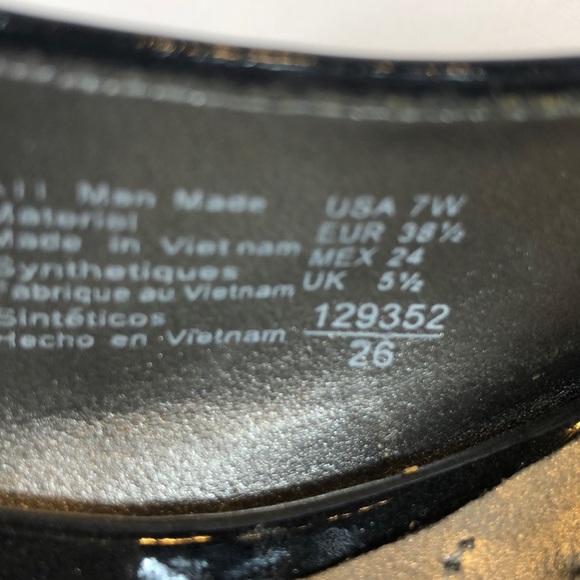 All Man Made
Material
Made in Vietnam
Synthetiques
Fabrique au Vietnam
Sintéticos
Hecho en Vietnam
USA 7W
EUR 38½
MEX 24
UK 5½
129352
26